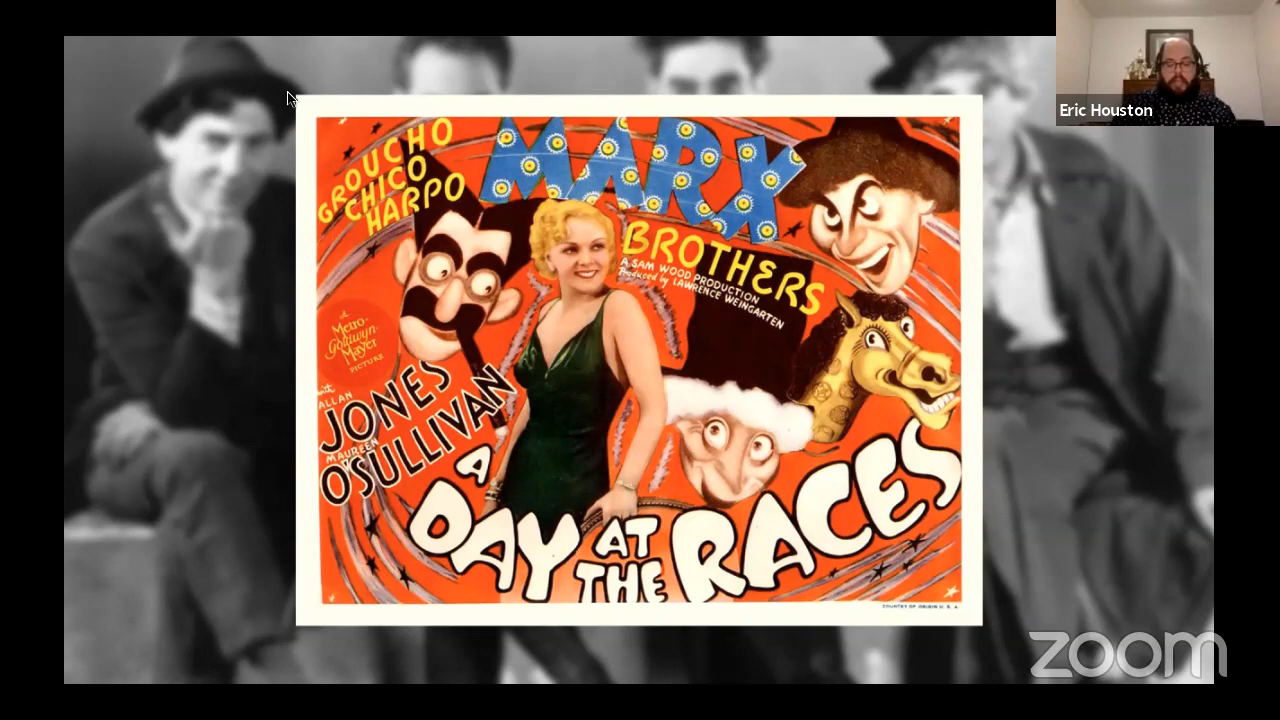 GROUCHO
CHICO
HARPO
MARX
BROTHERS
A SAM WOOD PRODUCTION
Produced by LAWRENCE WEINGARTEN
A
Metro-
Goldwyn-
Mayer
PICTURE
with
ALLAN
JONES
MAUREEN
OSULLIVAN
A
DAY AT
THE RACES
COUNTRY OF ORIGIN U. S. A.
Eric Houston
zoom